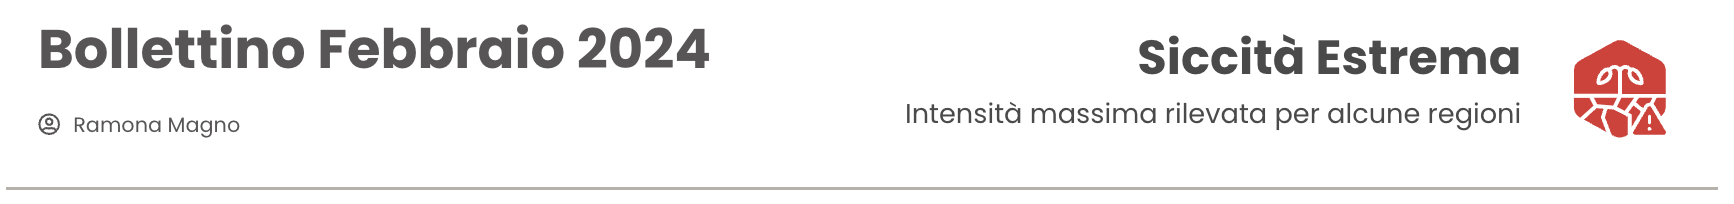 Bollettino Febbraio 2024
Ramona Magno
Siccità Estrema
Intensità massima rilevata per alcune regioni